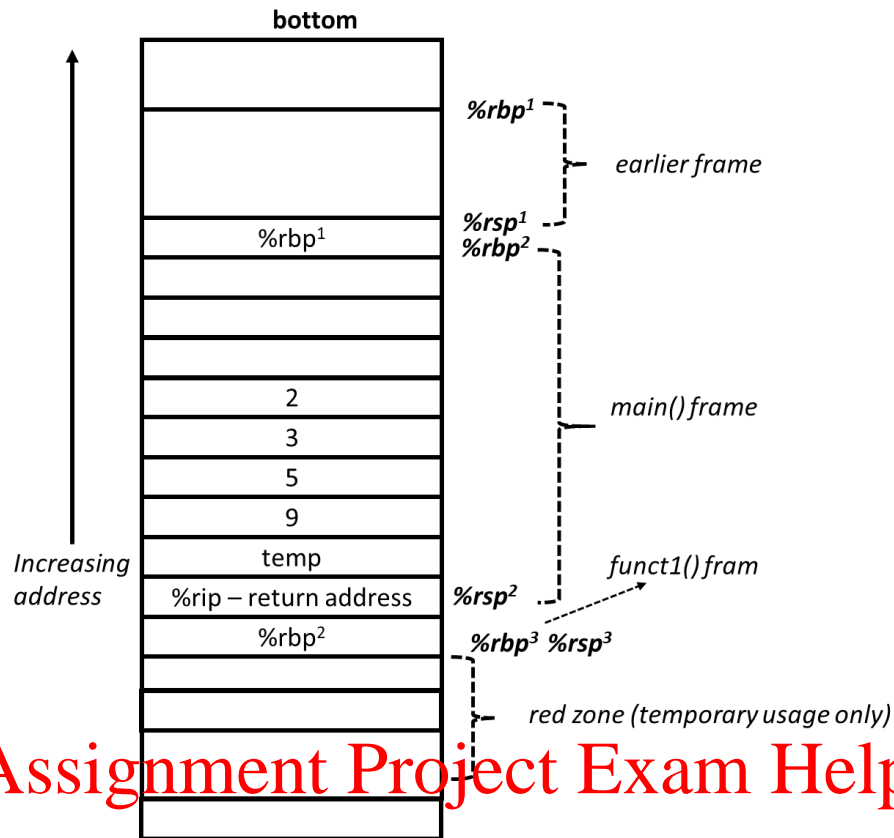 bottom
%rbp1
earlier frame
%rsp1
%rbp1
%rbp2
2
3
main() frame
5
9
temp
Increasing
address
funct1() fram
%rip – return address
%rsp2
%rbp2
%rbp3 %rsp3
red zone (temporary usage only)
Assignment Project Exam Help